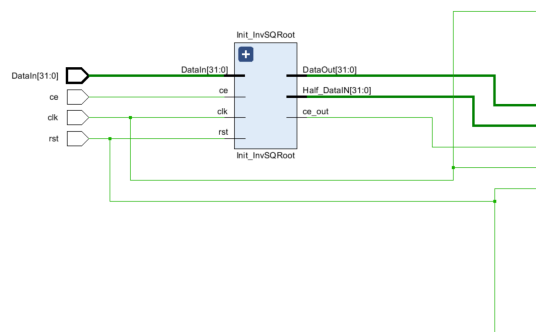 Init_InvSQRoot
DataIn[31:0]
DataIn[31:0]
DataOut[31:0]
ce
ce
Half_DataIN[31:0]
clk
clk
ce_out
rst
rst
Init_InvSQRoot